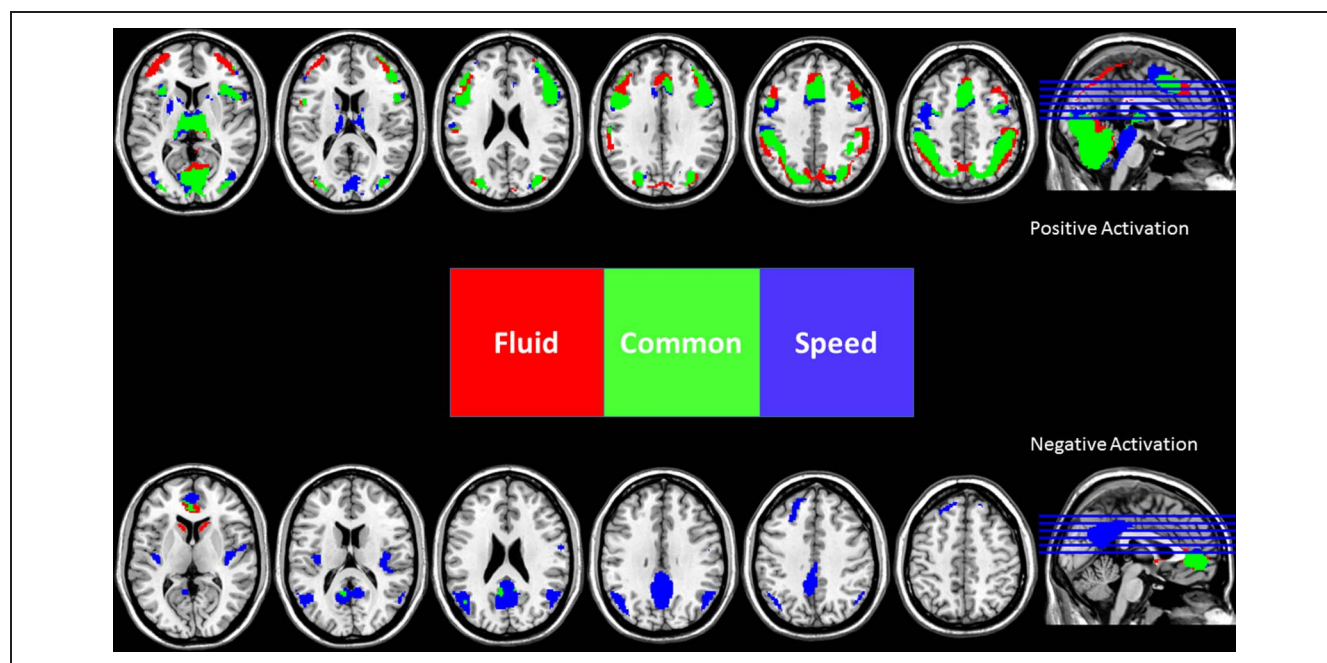 Positive Activation
Fluid Common Speed
Negative Activation